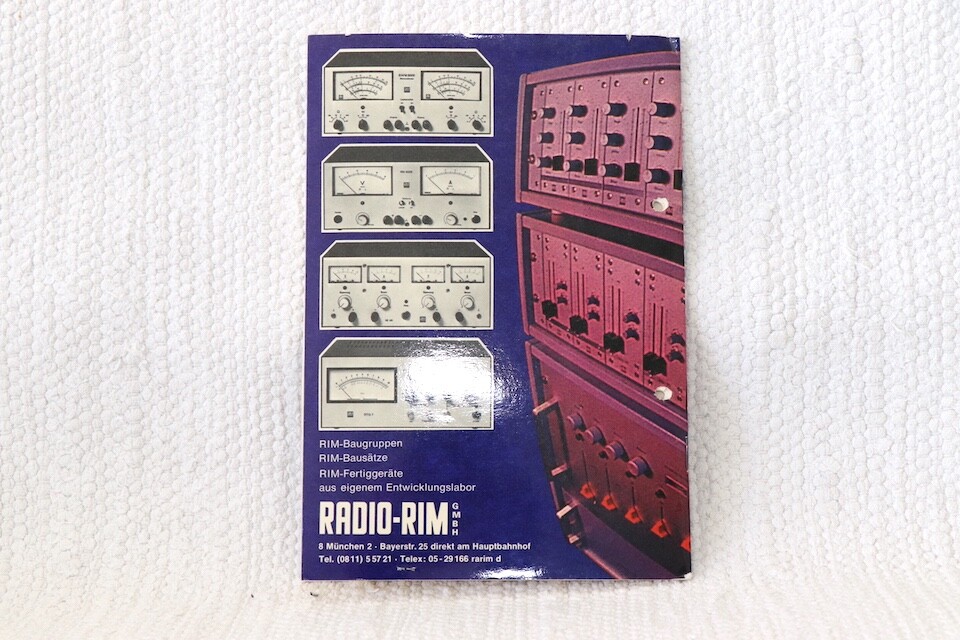 RIM-Baugruppen
RIM-Bausätze
RIM-Fertiggeräte
aus eigenem Entwicklungslabor
RADIO-RIM GMBH
8 München 2 · Bayerstr. 25 direkt am Hauptbahnhof
Tel. (0811) 55721 · Telex: 05-29166 rarim d